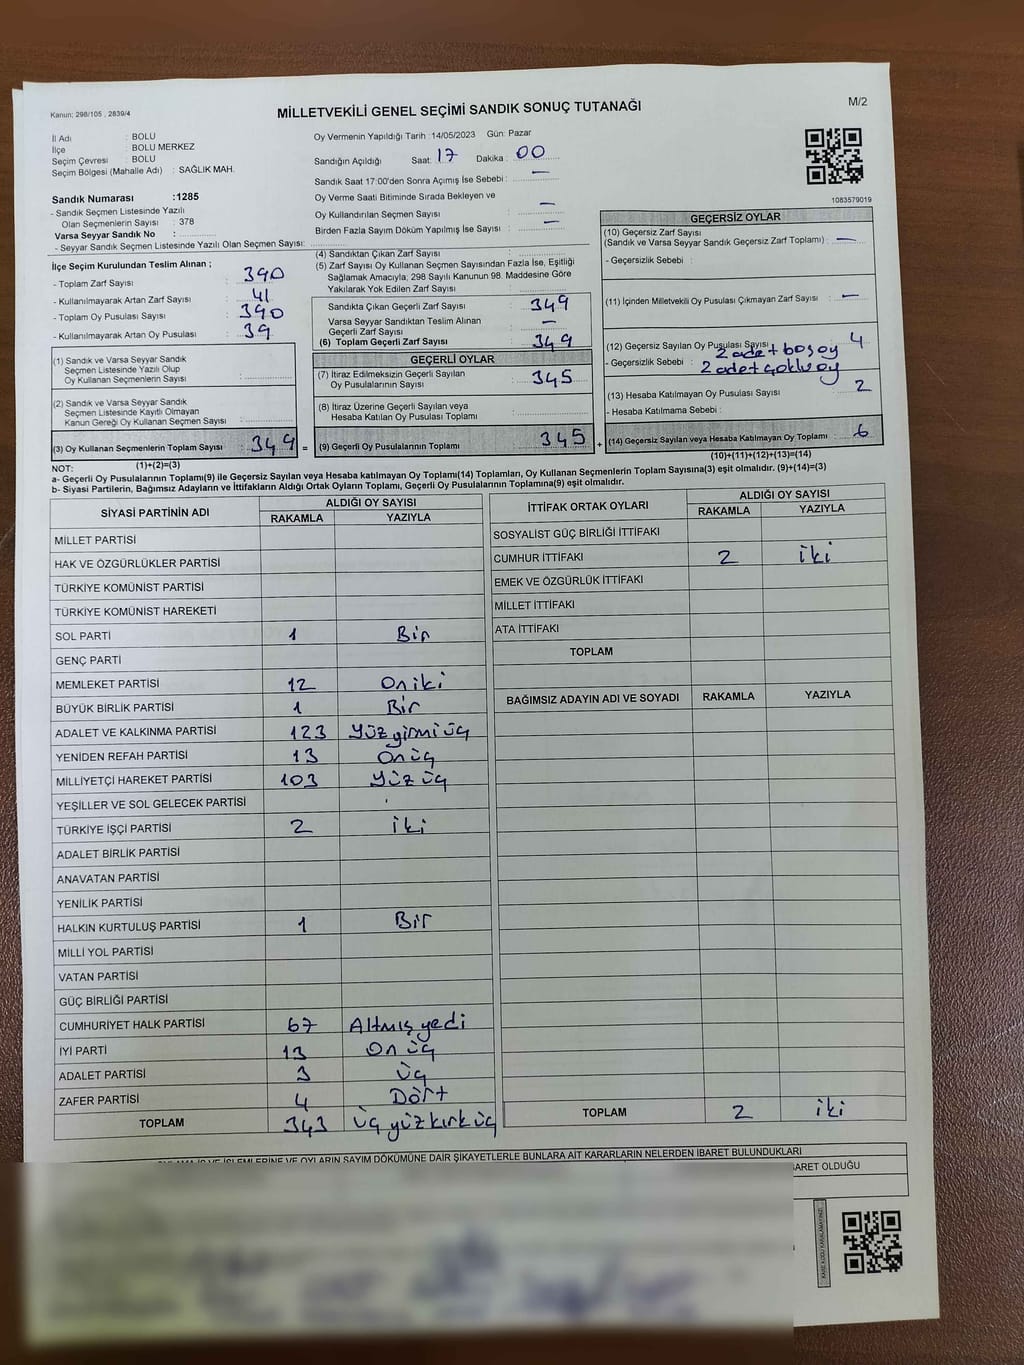 Kanun; 298/105 , 2839/4
MİLLETVEKİLİ GENEL SEÇİMİ SANDIK SONUÇ TUTANAĞI
M/2
İl Adı : BOLU
İlçe : BOLU MERKEZ
Seçim Çevresi : BOLU
Seçim Bölgesi (Mahalle Adı) : SAĞLIK MAH.
Oy Vermenin Yapıldığı Tarih :14/05/2023 Gün: Pazar
Sandığın Açıldığı Saat: 17 Dakika : 00
Sandık Saat 17:00'den Sonra Açılmış İse Sebebi : —
Oy Verme Saati Bitiminde Sırada Bekleyen ve
Oy Kullandırılan Seçmen Sayısı : —
Birden Fazla Sayım Döküm Yapılmış İse Sayısı : —
1083579019
Sandık Numarası :1285
- Sandık Seçmen Listesinde Yazılı
Olan Seçmenlerin Sayısı : 378
Varsa Seyyar Sandık No :
- Seyyar Sandık Seçmen Listesinde Yazılı Olan Seçmen Sayısı:
İlçe Seçim Kurulundan Teslim Alınan ;
- Toplam Zarf Sayısı : 390
- Kullanılmayarak Artan Zarf Sayısı : 41
- Toplam Oy Pusulası Sayısı : 390
- Kullanılmayarak Artan Oy Pusulası : 39
(1) Sandık ve Varsa Seyyar Sandık
Seçmen Listesinde Yazılı Olup
Oy Kullanan Seçmenlerin Sayısı :
(2) Sandık ve Varsa Seyyar Sandık
Seçmen Listesinde Kayıtlı Olmayan
Kanun Gereği Oy Kullanan Seçmen Sayısı :
(3) Oy Kullanan Seçmenlerin Toplam Sayısı : 349 =
(1)+(2)=(3)
(4) Sandıktan Çıkan Zarf Sayısı :
(5) Zarf Sayısı Oy Kullanan Seçmen Sayısından Fazla İse, Eşitliği
Sağlamak Amacıyla; 298 Sayılı Kanunun 98. Maddesine Göre
Yakılarak Yok Edilen Zarf Sayısı :
Sandıkta Çıkan Geçerli Zarf Sayısı : 349
Varsa Seyyar Sandıktan Teslim Alınan
Geçerli Zarf Sayısı : —
(6) Toplam Geçerli Zarf Sayısı : 349
GEÇERLİ OYLAR
(7) İtiraz Edilmeksizin Geçerli Sayılan
Oy Pusulalarının Sayısı : 345
(8) İtiraz Üzerine Geçerli Sayılan veya
Hesaba Katılan Oy Pusulası Toplamı :
(9) Geçerli Oy Pusulalarının Toplamı : 345 +
GEÇERSİZ OYLAR
(10) Geçersiz Zarf Sayısı
(Sandık ve Varsa Seyyar Sandık Geçersiz Zarf Toplamı) : —
- Geçersizlik Sebebi :
(11) İçinden Milletvekili Oy Pusulası Çıkmayan Zarf Sayısı : —
(12) Geçersiz Sayılan Oy Pusulası Sayısı : 4
- Geçersizlik Sebebi : 2 adet boş oy
2 adet çoklu oy
(13) Hesaba Katılmayan Oy Pusulası Sayısı : 2
- Hesaba Katılmama Sebebi :
(14) Geçersiz Sayılan veya Hesaba Katılmayan Oy Toplamı : 6
(10)+(11)+(12)+(13)=(14)
NOT:
a- Geçerli Oy Pusulalarının Toplamı(9) ile Geçersiz Sayılan veya Hesaba katılmayan Oy Toplamı(14) Toplamları, Oy Kullanan Seçmenlerin Toplam Sayısına(3) eşit olmalıdır. (9)+(14)=(3)
b- Siyasi Partilerin, Bağımsız Adayların ve İttifakların Aldığı Ortak Oyların Toplamı, Geçerli Oy Pusulalarının Toplamına(9) eşit olmalıdır.
SİYASİ PARTİNİN ADI ALDIĞI OY SAYISI
RAKAMLA YAZIYLA
MİLLET PARTİSİ
HAK VE ÖZGÜRLÜKLER PARTİSİ
TÜRKİYE KOMÜNİST PARTİSİ
TÜRKİYE KOMÜNİST HAREKETİ
SOL PARTİ 1 Bir
GENÇ PARTİ
MEMLEKET PARTİSİ 12 On iki
BÜYÜK BİRLİK PARTİSİ 1 Bir
ADALET VE KALKINMA PARTİSİ 123 Yüz yirmi üç
YENİDEN REFAH PARTİSİ 13 On üç
MİLLİYETÇİ HAREKET PARTİSİ 103 Yüz üç
YEŞİLLER VE SOL GELECEK PARTİSİ
TÜRKİYE İŞÇİ PARTİSİ 2 iki
ADALET BİRLİK PARTİSİ
ANAVATAN PARTİSİ
YENİLİK PARTİSİ
HALKIN KURTULUŞ PARTİSİ 1 Bir
MİLLİ YOL PARTİSİ
VATAN PARTİSİ
GÜÇ BİRLİĞİ PARTİSİ
CUMHURİYET HALK PARTİSİ 67 Altmış yedi
İYİ PARTİ 13 On üç
ADALET PARTİSİ 3 üç
ZAFER PARTİSİ 4 Dört
TOPLAM 343 üç yüz kırk üç
İTTİFAK ORTAK OYLARI ALDIĞI OY SAYISI
RAKAMLA YAZIYLA
SOSYALİST GÜÇ BİRLİĞİ İTTİFAKI
CUMHUR İTTİFAKI 2 iki
EMEK VE ÖZGÜRLÜK İTTİFAKI
MİLLET İTTİFAKI
ATA İTTİFAKI
TOPLAM
BAĞIMSIZ ADAYIN ADI VE SOYADI RAKAMLA YAZIYLA
TOPLAM 2 iki
İŞLEMLERİNE VE OYLARIN SAYIM DÖKÜMÜNE DAİR ŞİKAYETLERLE BUNLARA AİT KARARLARIN NELERDEN İBARET BULUNDUKLARI
OLDUĞU